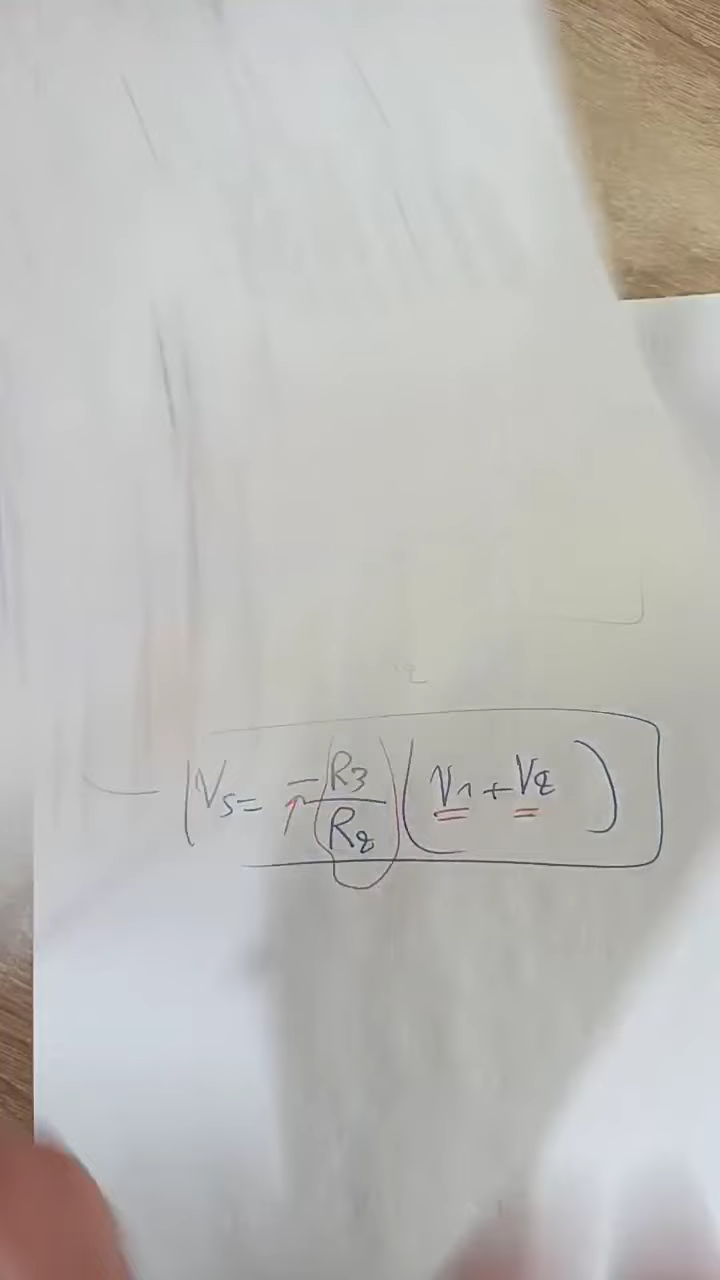 Vs = - R3/R2 (V1 + V2)